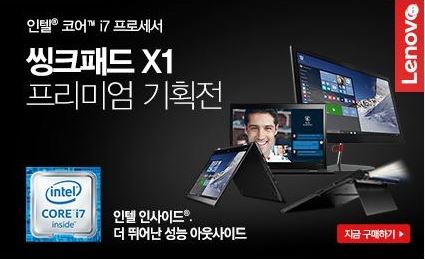 인텔® 코어™ i7 프로세서
씽크패드 X1
프리미엄 기획전
Lenovo
intel®
CORE™ i7
inside™
인텔 인사이드®.
더 뛰어난 성능 아웃사이드
지금 구매하기 >